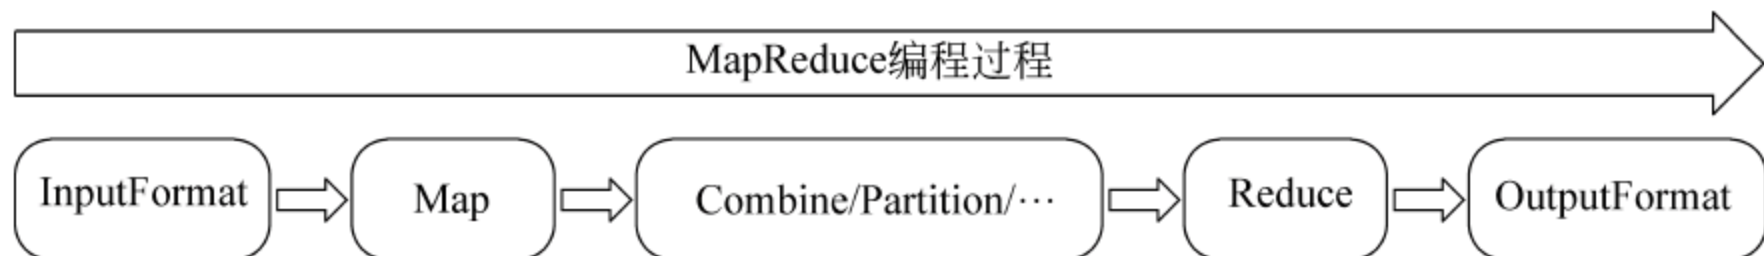 MapReduce编程过程
InputFormat
Map
Combine/Partition/…
Reduce
OutputFormat